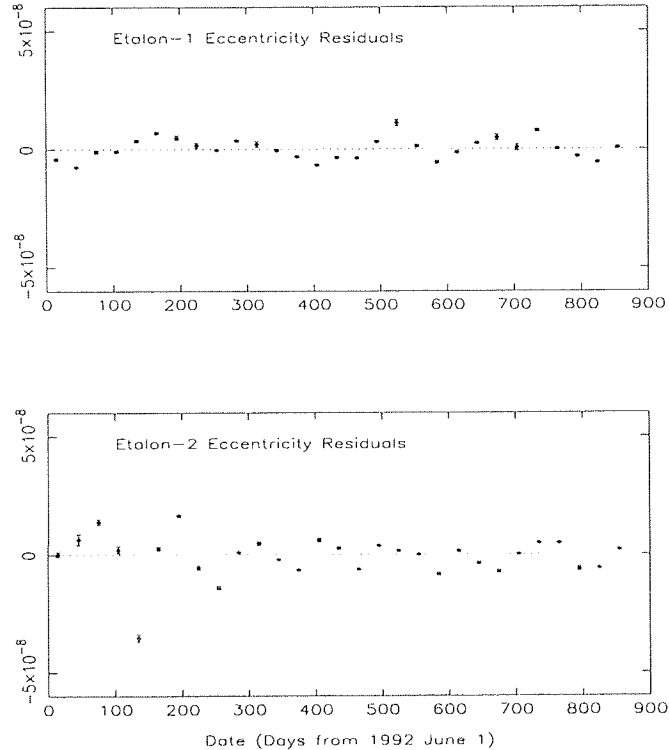 Etalon-1 Eccentricity Residuals
5x10⁻⁸
0
-5x10⁻⁸
0 100 200 300 400 500 600 700 800 900
Etalon-2 Eccentricity Residuals
5x10⁻⁸
0
-5x10⁻⁸
0 100 200 300 400 500 600 700 800 900
Date (Days from 1992 June 1)